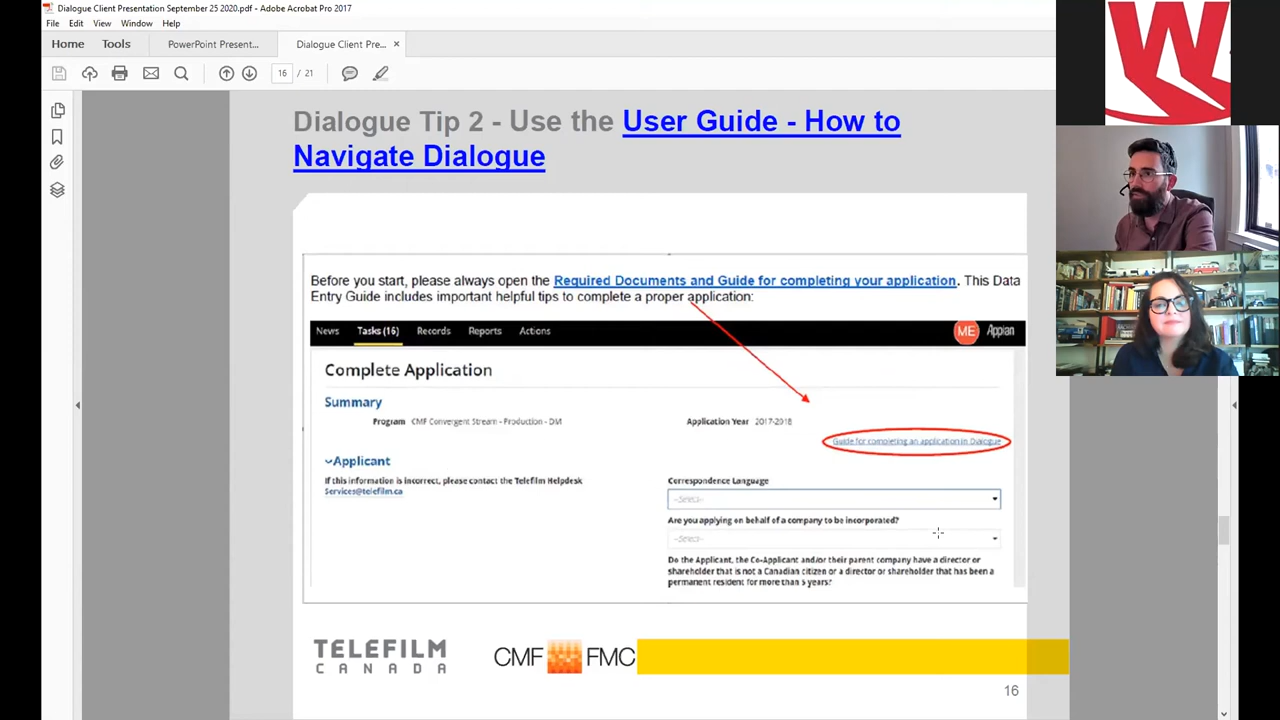 Dialogue Client Presentation September 25 2020.pdf - Adobe Acrobat Pro 2017
File Edit View Window Help
Home Tools PowerPoint Present... Dialogue Client Pre... ×
16 / 21
Dialogue Tip 2 - Use the User Guide - How to
Navigate Dialogue
Before you start, please always open the Required Documents and Guide for completing your application. This Data
Entry Guide includes important helpful tips to complete a proper application:
News Tasks (16) Records Reports Actions ME Appian
Complete Application
Summary
Program CMF Convergent Stream - Production - DM Application Year 2017-2018
Guide for completing an application in Dialogue
Applicant
If this information is incorrect, please contact the Telefilm Helpdesk
Services@telefilm.ca
Correspondence Language
--Select--
Are you applying on behalf of a company to be incorporated?
--Select--
Do the Applicant, the Co-Applicant and/or their parent company have a director or
shareholder that is not a Canadian citizen or a director or shareholder that has been a
permanent resident for more than 5 years?
TELEFILM
CANADA
CMF FMC
16
W